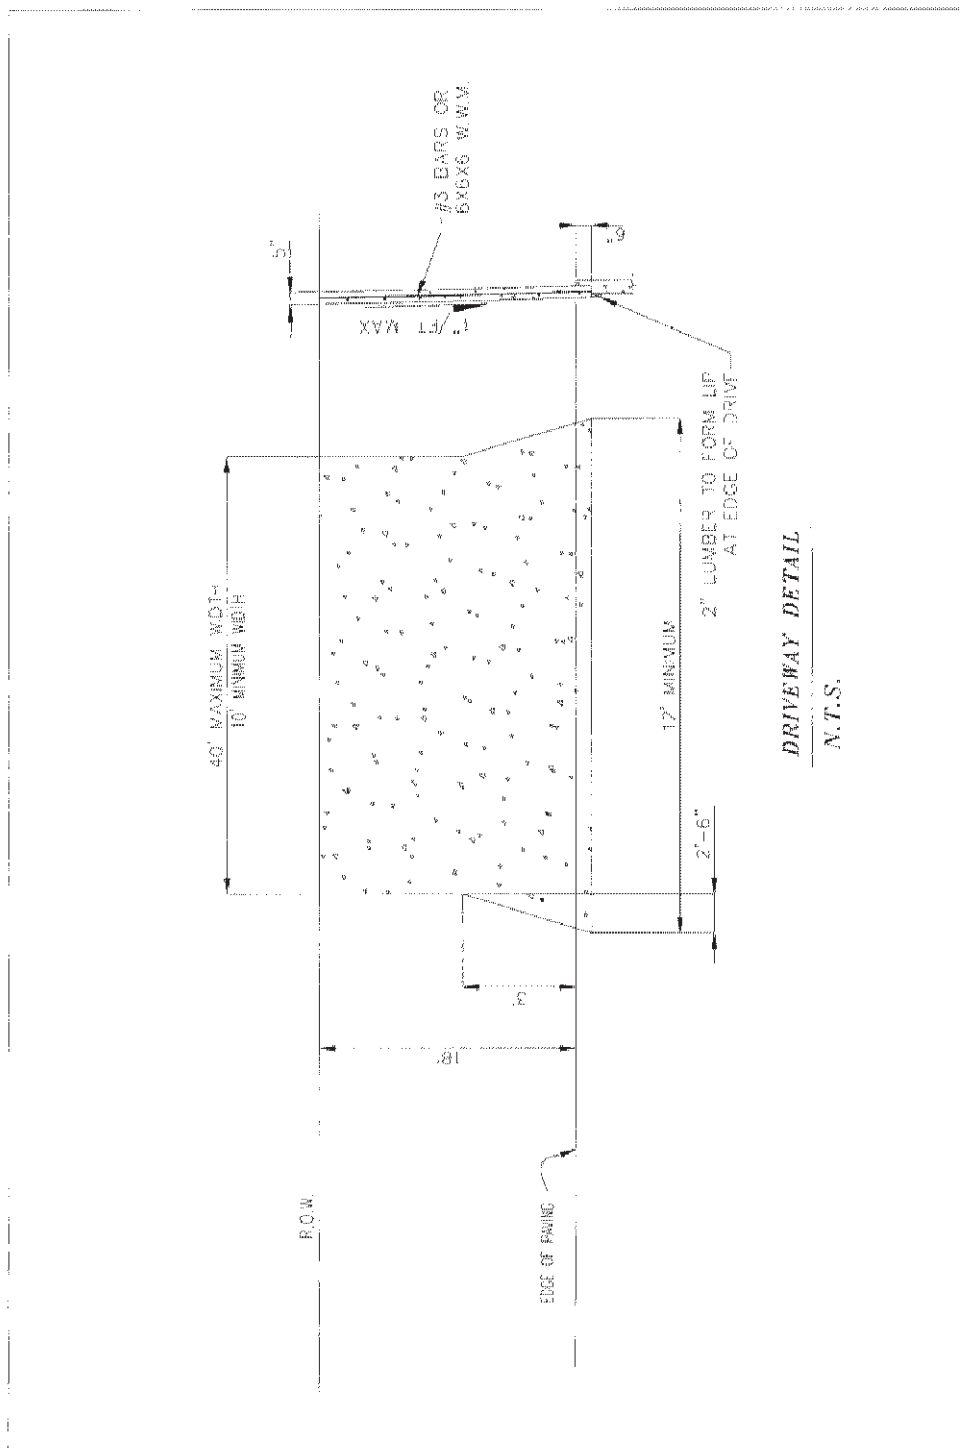 #3 BARS OR
6X6X6 W.W.M.
5"
1"/FT MAX
6"
2" LUMBER TO FORM LIP
AT EDGE OF DRIVE
40' MAXIMUM WIDTH
10' MINIMUM WIDTH
12' MINIMUM
2'-6"
3'
18'
R.O.W.
EDGE OF PAVING
DRIVEWAY DETAIL
N.T.S.